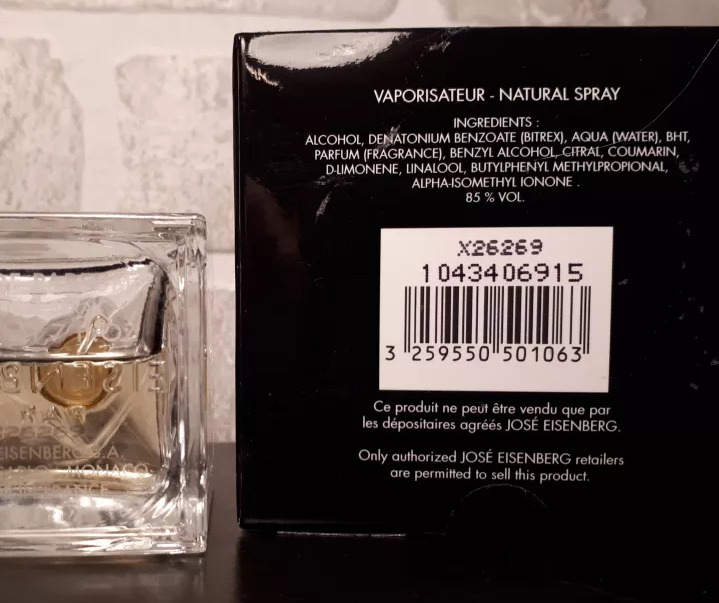 VAPORISATEUR - NATURAL SPRAY
INGREDIENTS :
ALCOHOL, DENATONIUM BENZOATE (BITREX), AQUA (WATER), BHT,
PARFUM (FRAGRANCE), BENZYL ALCOHOL, CITRAL, COUMARIN,
D-LIMONENE, LINALOOL, BUTYLPHENYL METHYLPROPIONAL,
ALPHA-ISOMETHYL IONONE .
85 % VOL.
X26269
1043406915
3 259550 501063
Ce produit ne peut être vendu que par
les dépositaires agréés JOSÉ EISENBERG.
Only authorized JOSÉ EISENBERG retailers
are permitted to sell this product.
EISENBERG S.A.
MONACO